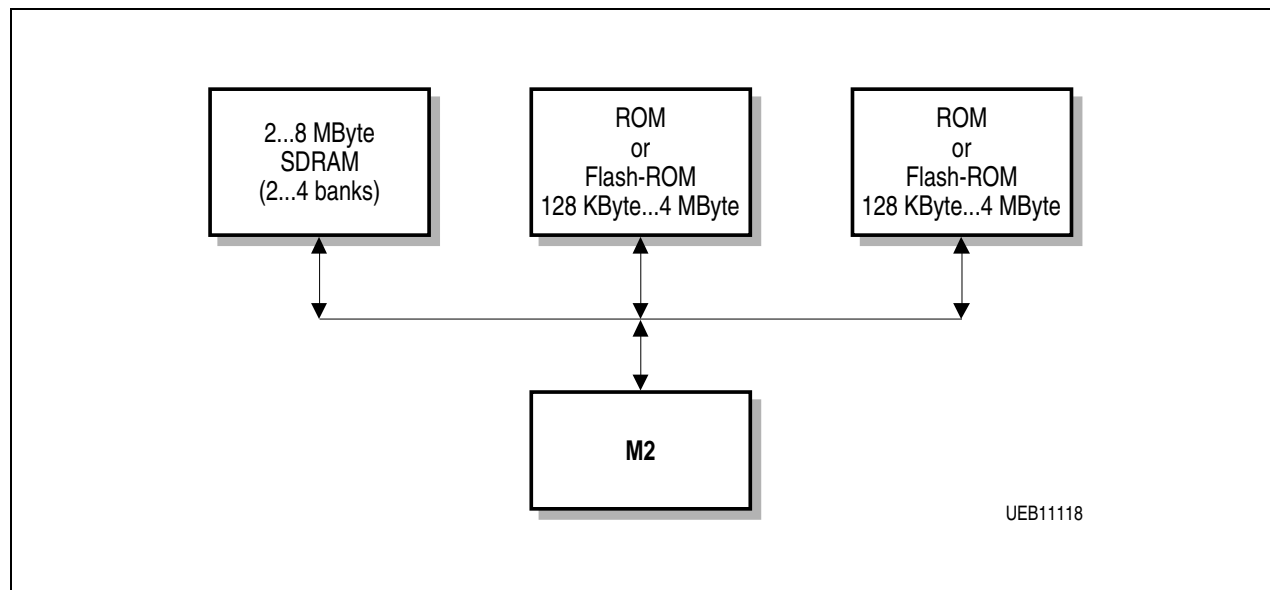 2...8 MByte
SDRAM
(2...4 banks)
ROM
or
Flash-ROM
128 KByte...4 MByte
ROM
or
Flash-ROM
128 KByte...4 MByte
M2
UEB11118